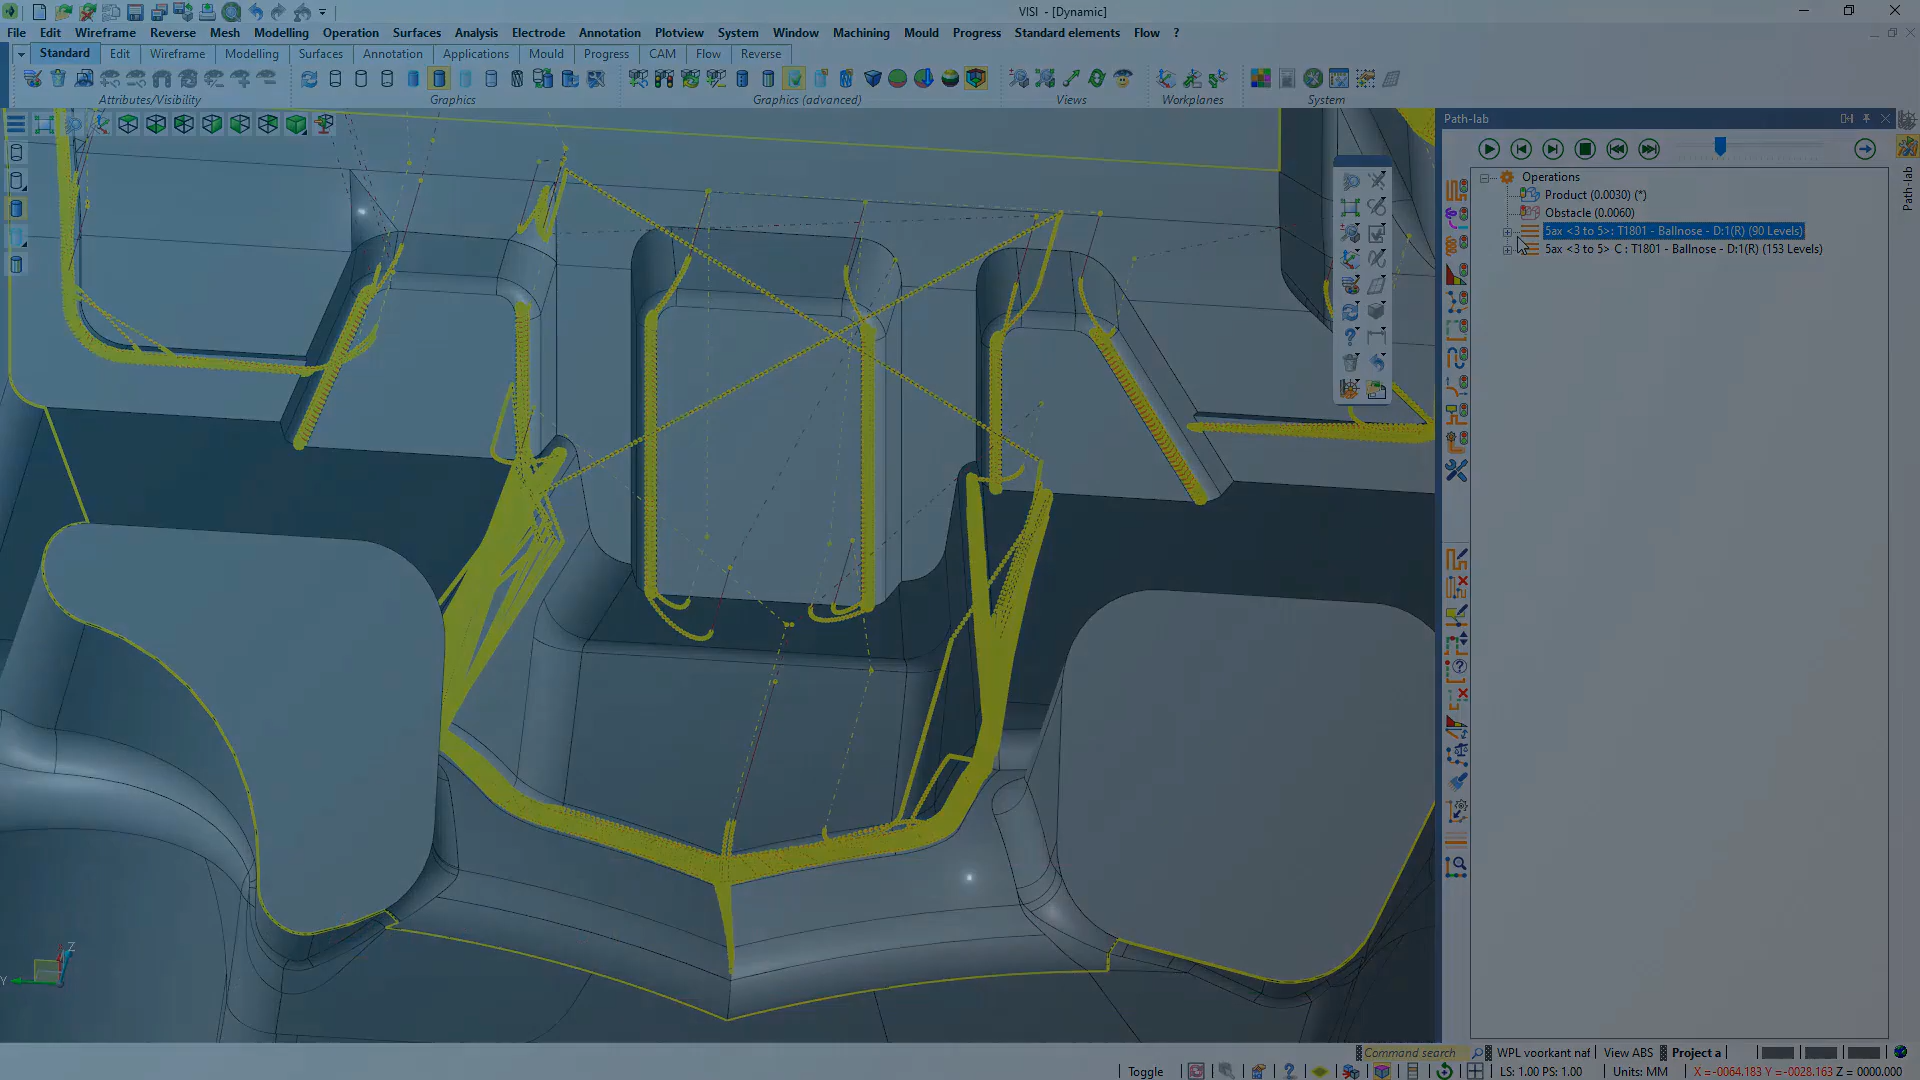 VISI - [Dynamic]
File Edit Wireframe Reverse Mesh Modelling Operation Surfaces Analysis Electrode Annotation Plotview System Window Machining Mould Progress Standard elements Flow ?
Standard Edit Wireframe Modelling Surfaces Annotation Applications Mould Progress CAM Flow Reverse
Attributes/Visibility Graphics Graphics (advanced) Views Workplanes System
Path-lab
Operations
Product (0.0030) (*)
Obstacle (0.0060)
5ax <3 to 5>: T1801 - Ballnose - D:1(R) (90 Levels)
5ax <3 to 5> C : T1801 - Ballnose - D:1(R) (153 Levels)
Path-lab
Z
Y
Command search WPL voorkant naf View ABS Project a
Toggle LS: 1.00 PS: 1.00 Units: MM X =-0064.183 Y =-0028.163 Z = 0000.000